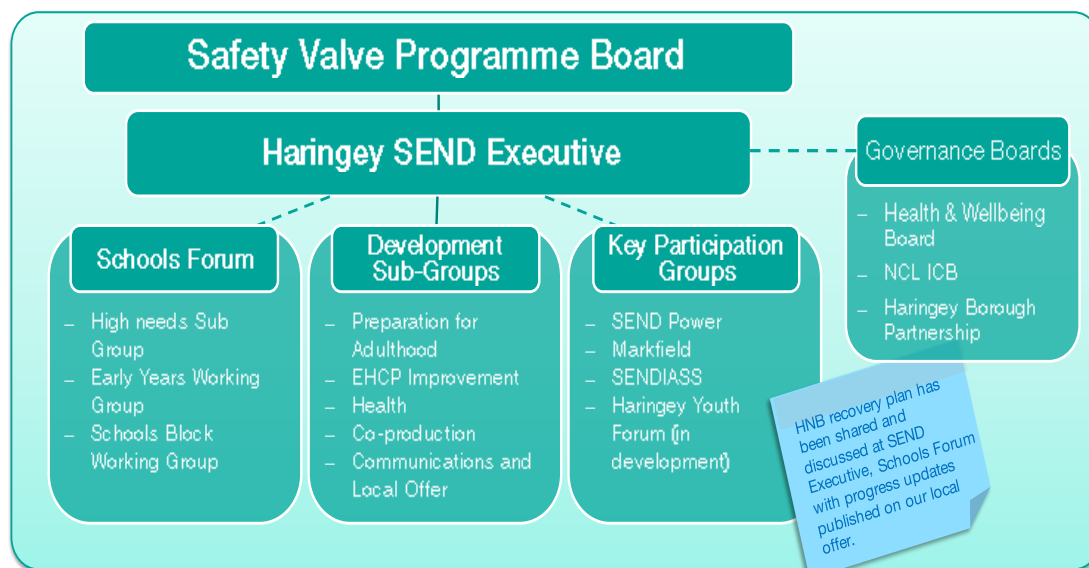 Safety Valve Programme Board
Haringey SEND Executive
Governance Boards
– Health & Wellbeing
Board
– NCL ICB
– Haringey Borough
Partnership
Schools Forum
– High needs Sub
Group
– Early Years Working
Group
– Schools Block
Working Group
Development
Sub-Groups
– Preparation for
Adulthood
– EHCP Improvement
– Health
– Co-production
– Communications and
Local Offer
Key Participation
Groups
– SEND Power
– Markfield
– SENDIASS
– Haringey Youth
Forum (in
development)
HNB recovery plan has
been shared and
discussed at SEND
Executive, Schools Forum
with progress updates
published on our local
offer.